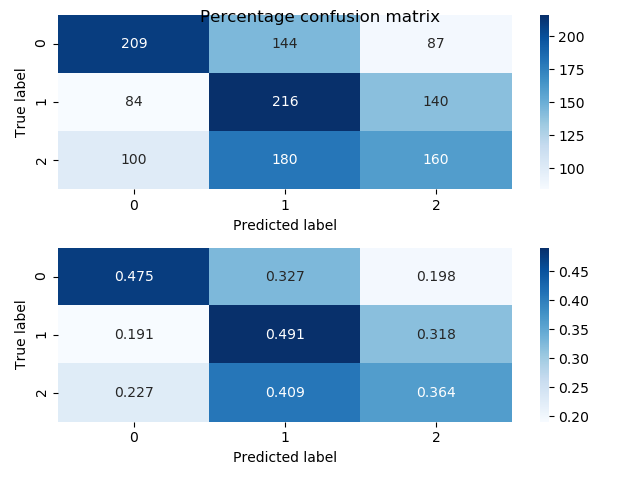 Percentage confusion matrix
0 209 144 87
1 84 216 140
2 100 180 160
0 1 2
True label
Predicted label
200
175
150
125
100
0 0.475 0.327 0.198
1 0.191 0.491 0.318
2 0.227 0.409 0.364
0 1 2
True label
Predicted label
0.45
0.40
0.35
0.30
0.25
0.20